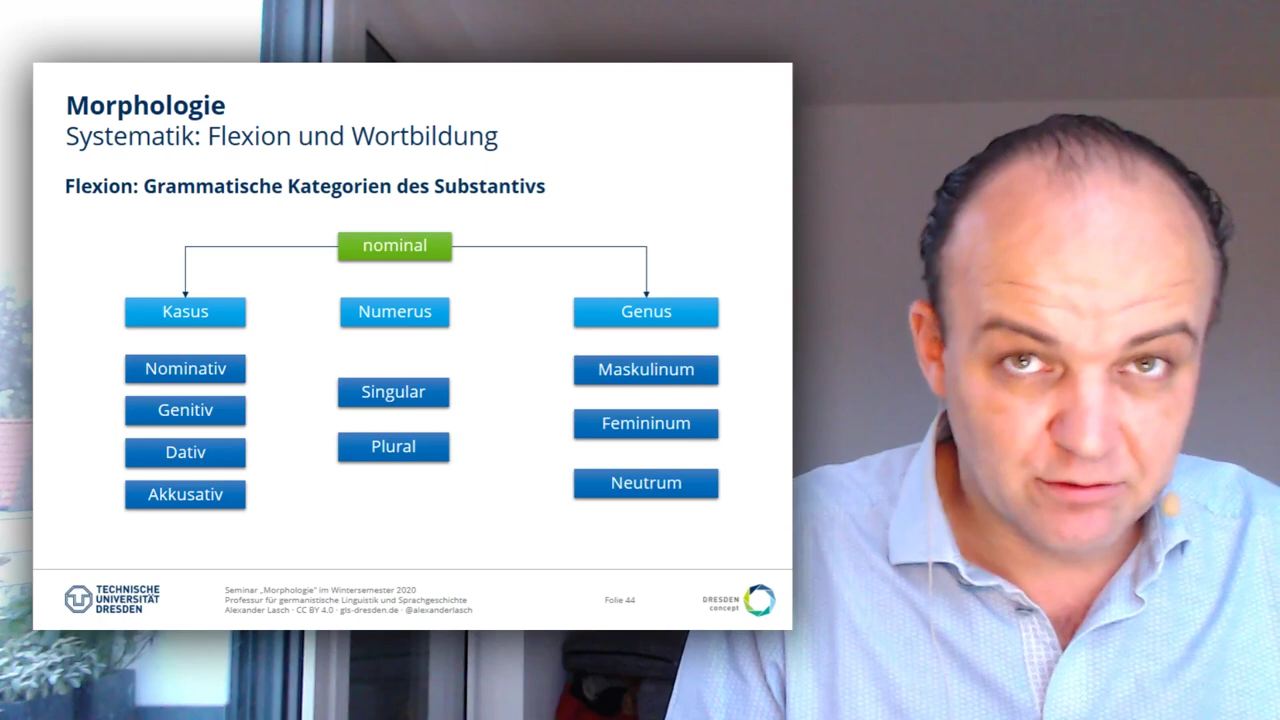 Morphologie
Systematik: Flexion und Wortbildung
Flexion: Grammatische Kategorien des Substantivs
nominal
Kasus
Numerus
Genus
Nominativ
Genitiv
Dativ
Akkusativ
Singular
Plural
Maskulinum
Femininum
Neutrum
TECHNISCHE
UNIVERSITÄT
DRESDEN
Seminar „Morphologie" im Wintersemester 2020
Professur für germanistische Linguistik und Sprachgeschichte
Alexander Lasch · CC BY 4.0 · gls-dresden.de · @alexanderlasch
Folie 44
DRESDEN
concept